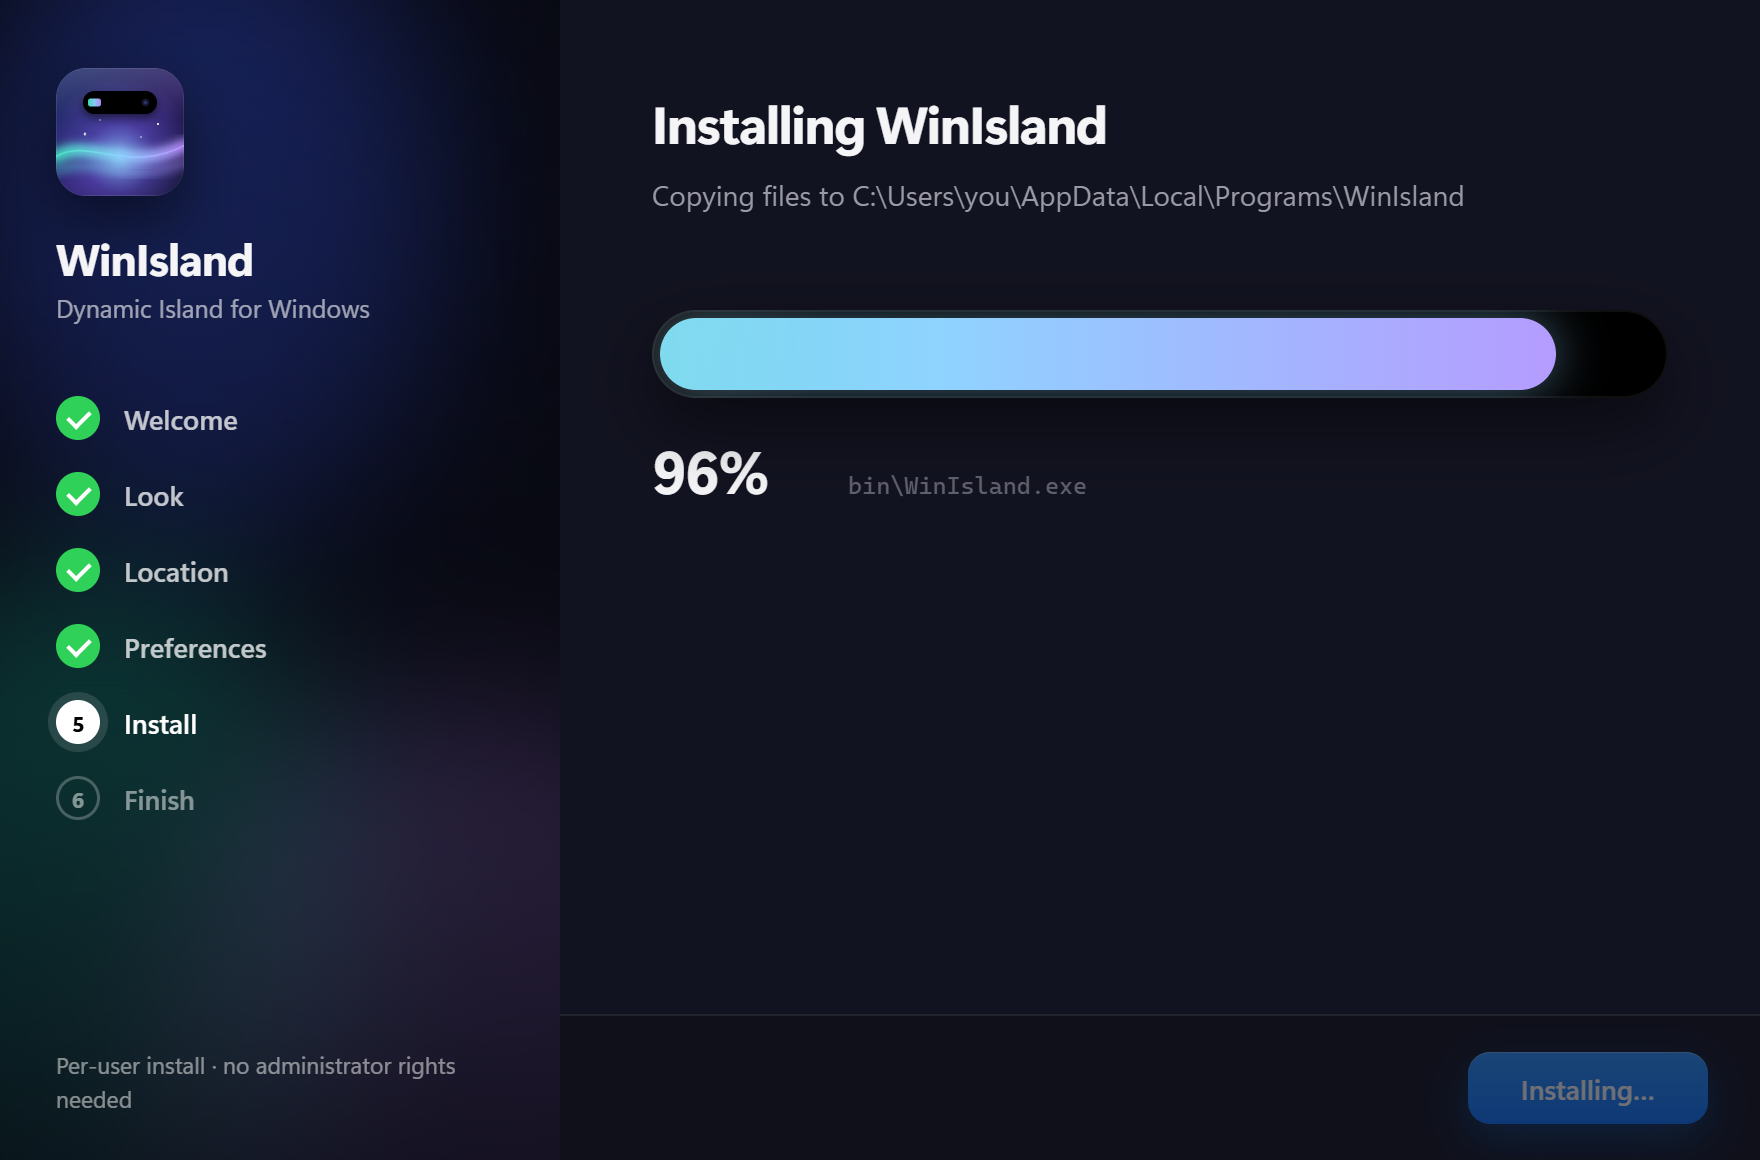 WinIsland
Dynamic Island for Windows
Welcome
Look
Location
Preferences
5 Install
6 Finish
Per-user install · no administrator rights
needed
Installing WinIsland
Copying files to C:\Users\you\AppData\Local\Programs\WinIsland
96% bin\WinIsland.exe
Installing...